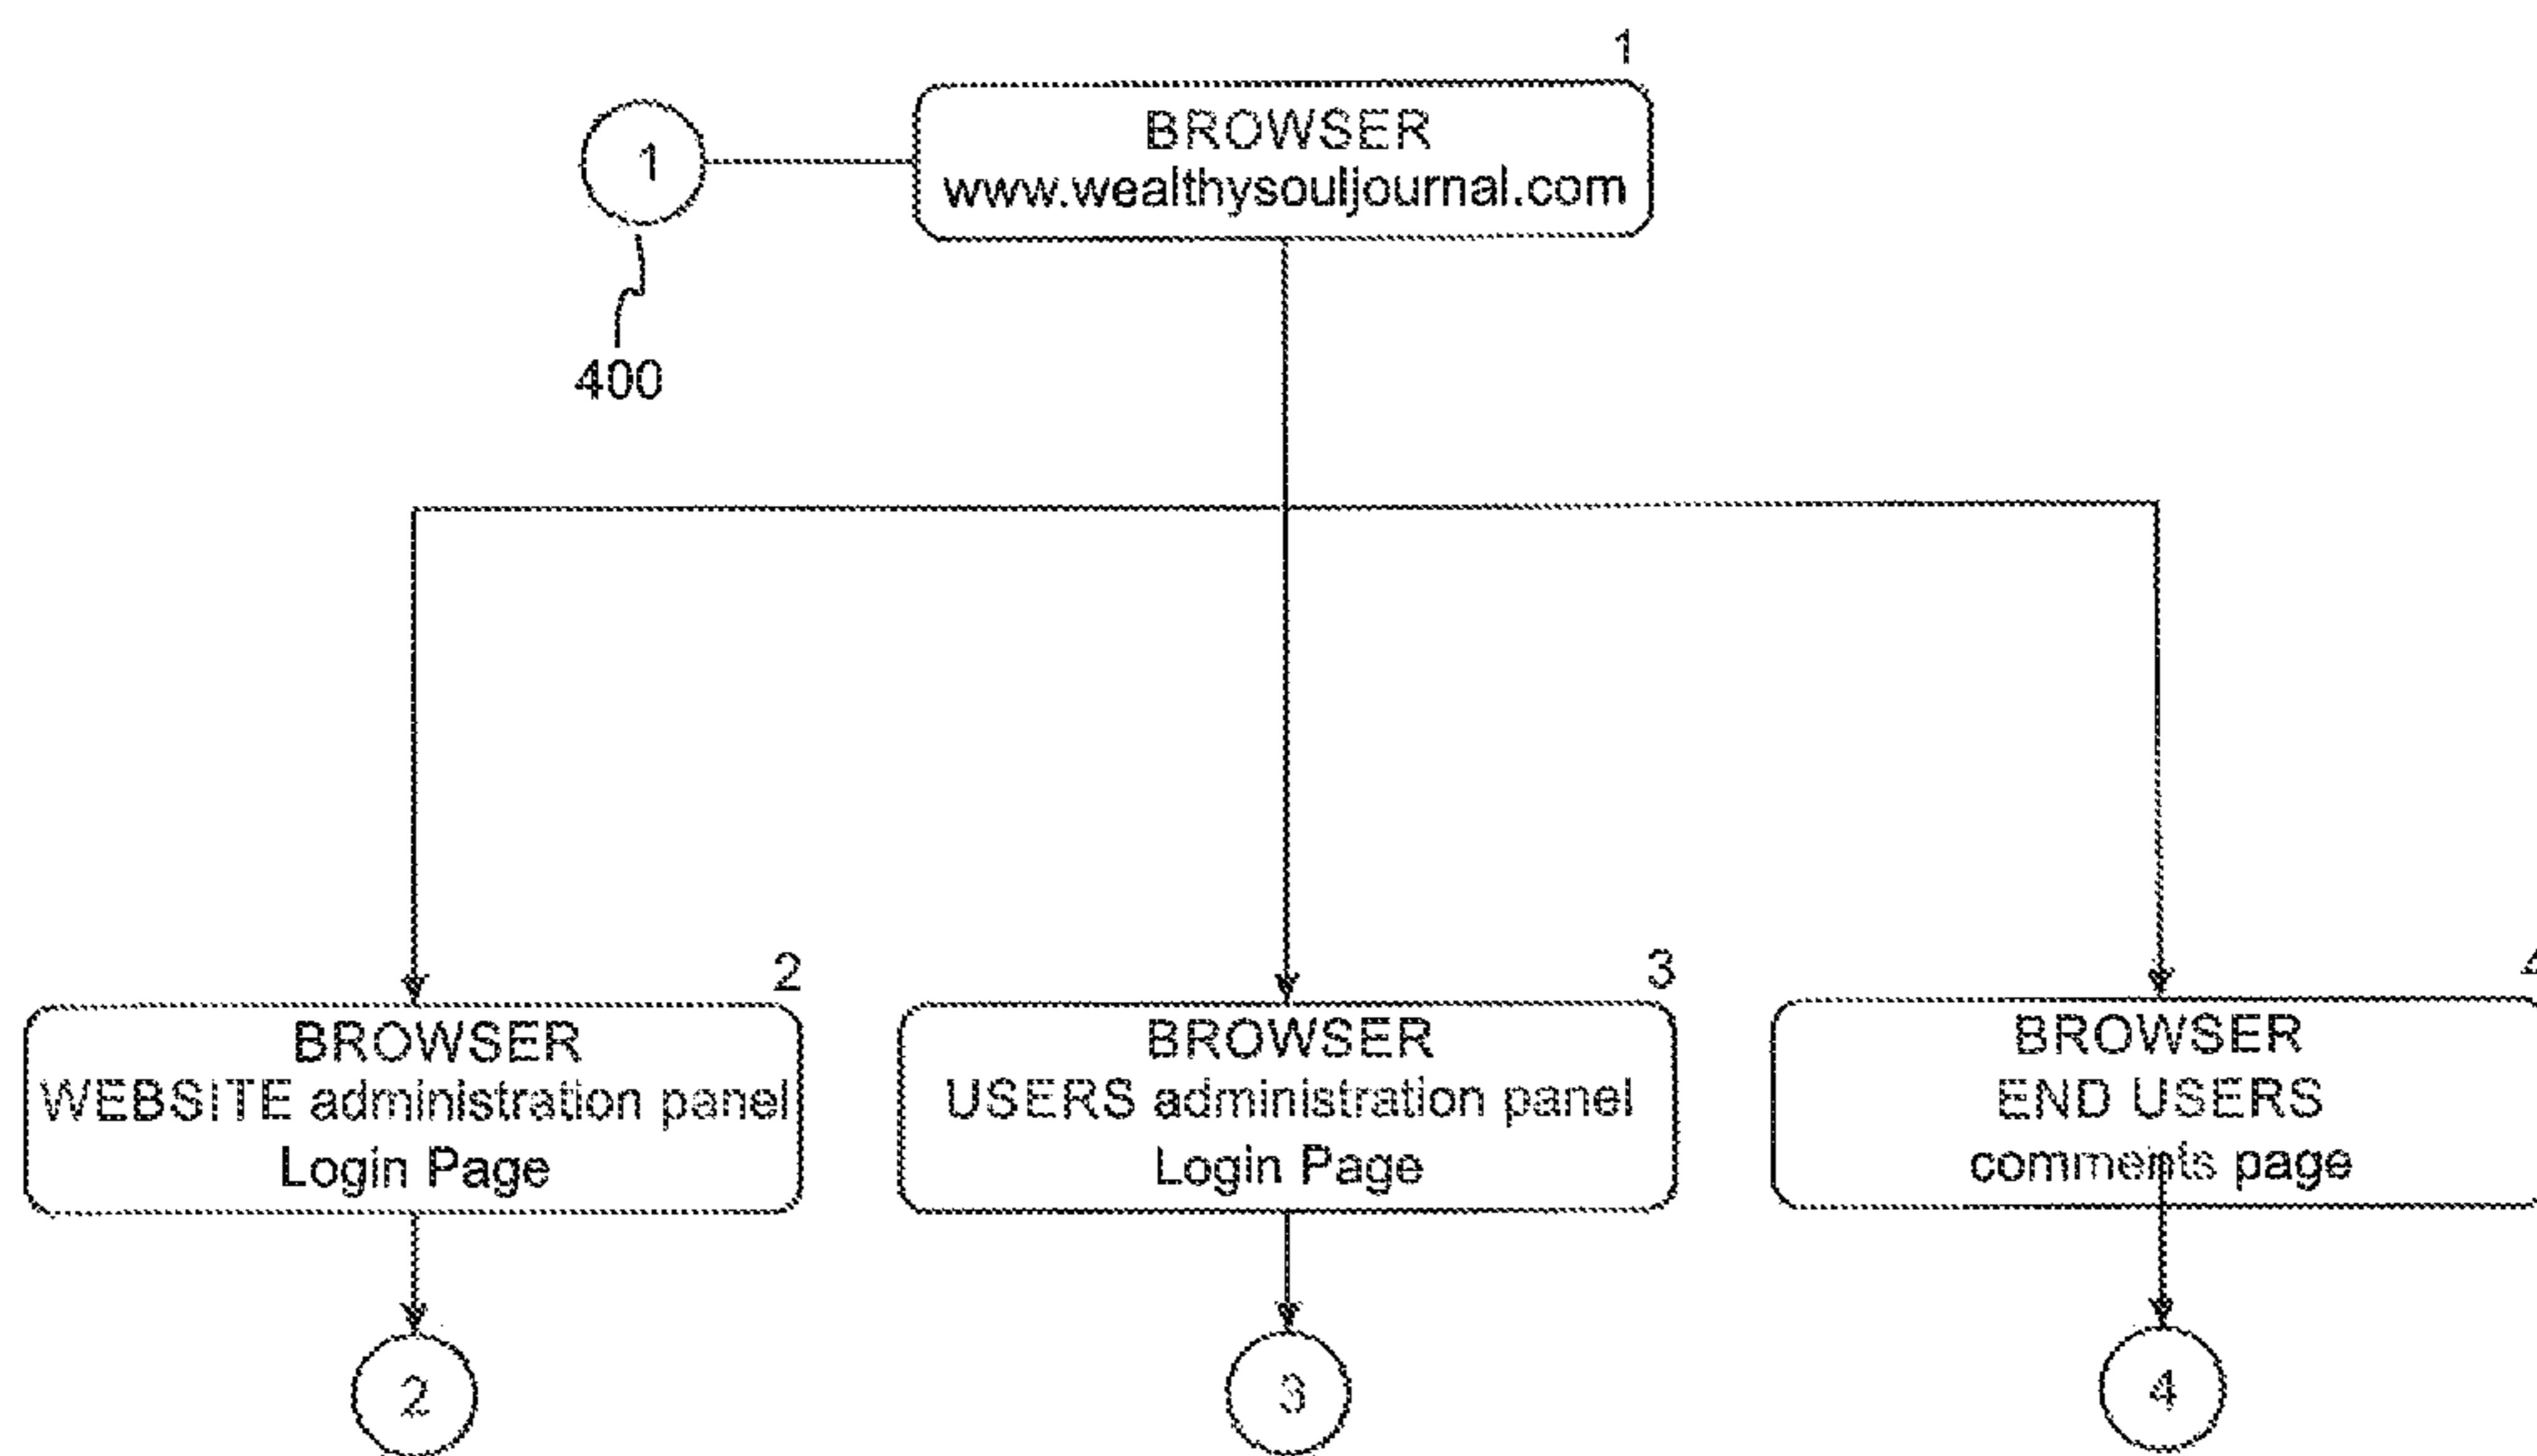 1
BROWSER
www.wealthysouljournal.com
1
400
2
BROWSER
WEBSITE administration panel
Login Page
3
BROWSER
USERS administration panel
Login Page
4
BROWSER
END USERS
comments page
2
3
4